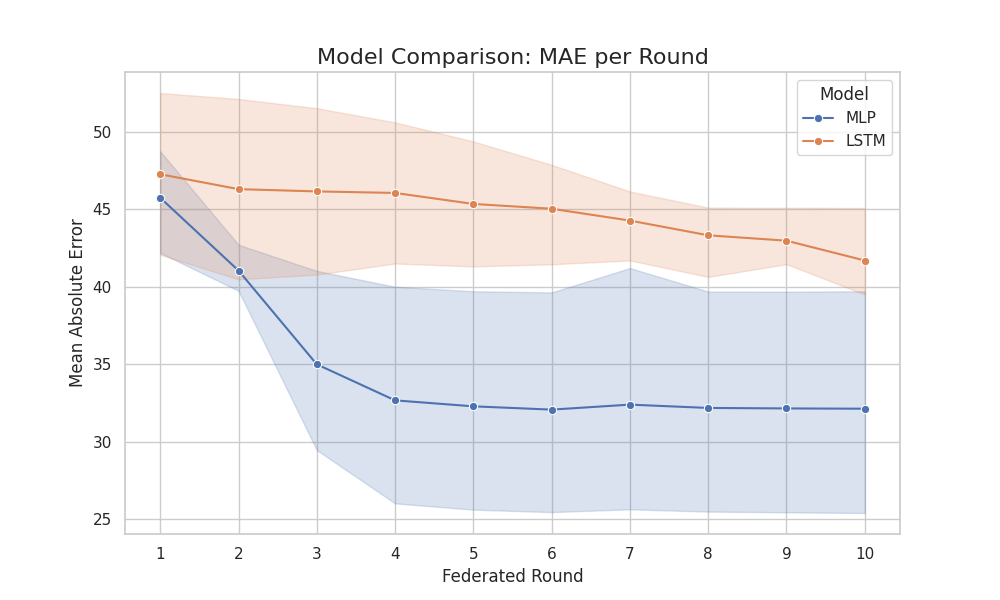 Model Comparison: MAE per Round
Model
MLP
LSTM
Mean Absolute Error
50
45
40
35
30
25
1 2 3 4 5 6 7 8 9 10
Federated Round